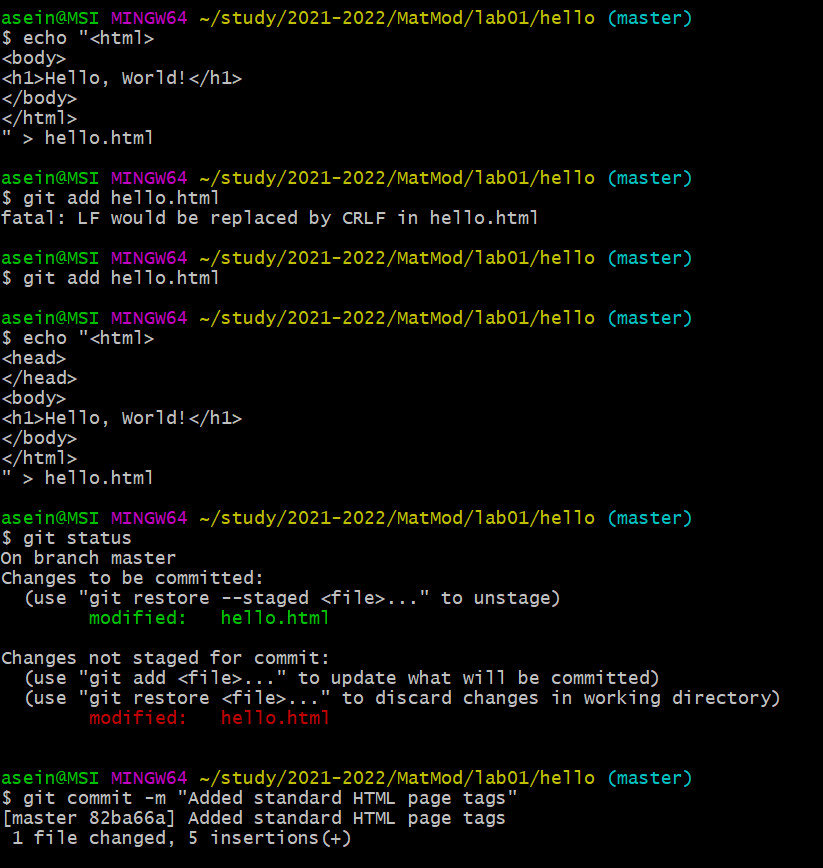 asein@MSI MINGW64 ~/study/2021-2022/MatMod/lab01/hello (master)
$ echo "<html>
<body>
<h1>Hello, World!</h1>
</body>
</html>
" > hello.html
asein@MSI MINGW64 ~/study/2021-2022/MatMod/lab01/hello (master)
$ git add hello.html
fatal: LF would be replaced by CRLF in hello.html
asein@MSI MINGW64 ~/study/2021-2022/MatMod/lab01/hello (master)
$ git add hello.html
asein@MSI MINGW64 ~/study/2021-2022/MatMod/lab01/hello (master)
$ echo "<html>
<head>
</head>
<body>
<h1>Hello, World!</h1>
</body>
</html>
" > hello.html
asein@MSI MINGW64 ~/study/2021-2022/MatMod/lab01/hello (master)
$ git status
On branch master
Changes to be committed:
  (use "git restore --staged <file>..." to unstage)
        modified:   hello.html
Changes not staged for commit:
  (use "git add <file>..." to update what will be committed)
  (use "git restore <file>..." to discard changes in working directory)
        modified:   hello.html
asein@MSI MINGW64 ~/study/2021-2022/MatMod/lab01/hello (master)
$ git commit -m "Added standard HTML page tags"
[master 82ba66a] Added standard HTML page tags
 1 file changed, 5 insertions(+)